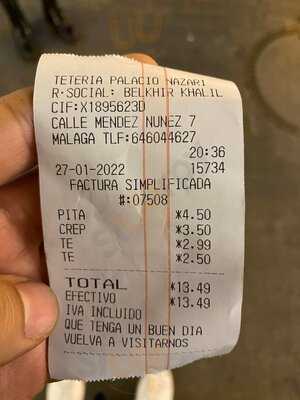 TETERIA PALACIO NAZARI
R·SOCIAL: BELKHIR KHALIL
CIF:X1895623D
CALLE MENDEZ NUNEZ 7
MALAGA TLF:646044627
20:36
27-01-2022 15734
FACTURA SIMPLIFICADA
#:07508
PITA *4.50
CREP *3.50
TE *2.99
TE *2.50
TOTAL *13.49
EFECTIVO *13.49
IVA INCLUIDO
QUE TENGA UN BUEN DIA
VUELVA A VISITARNOS